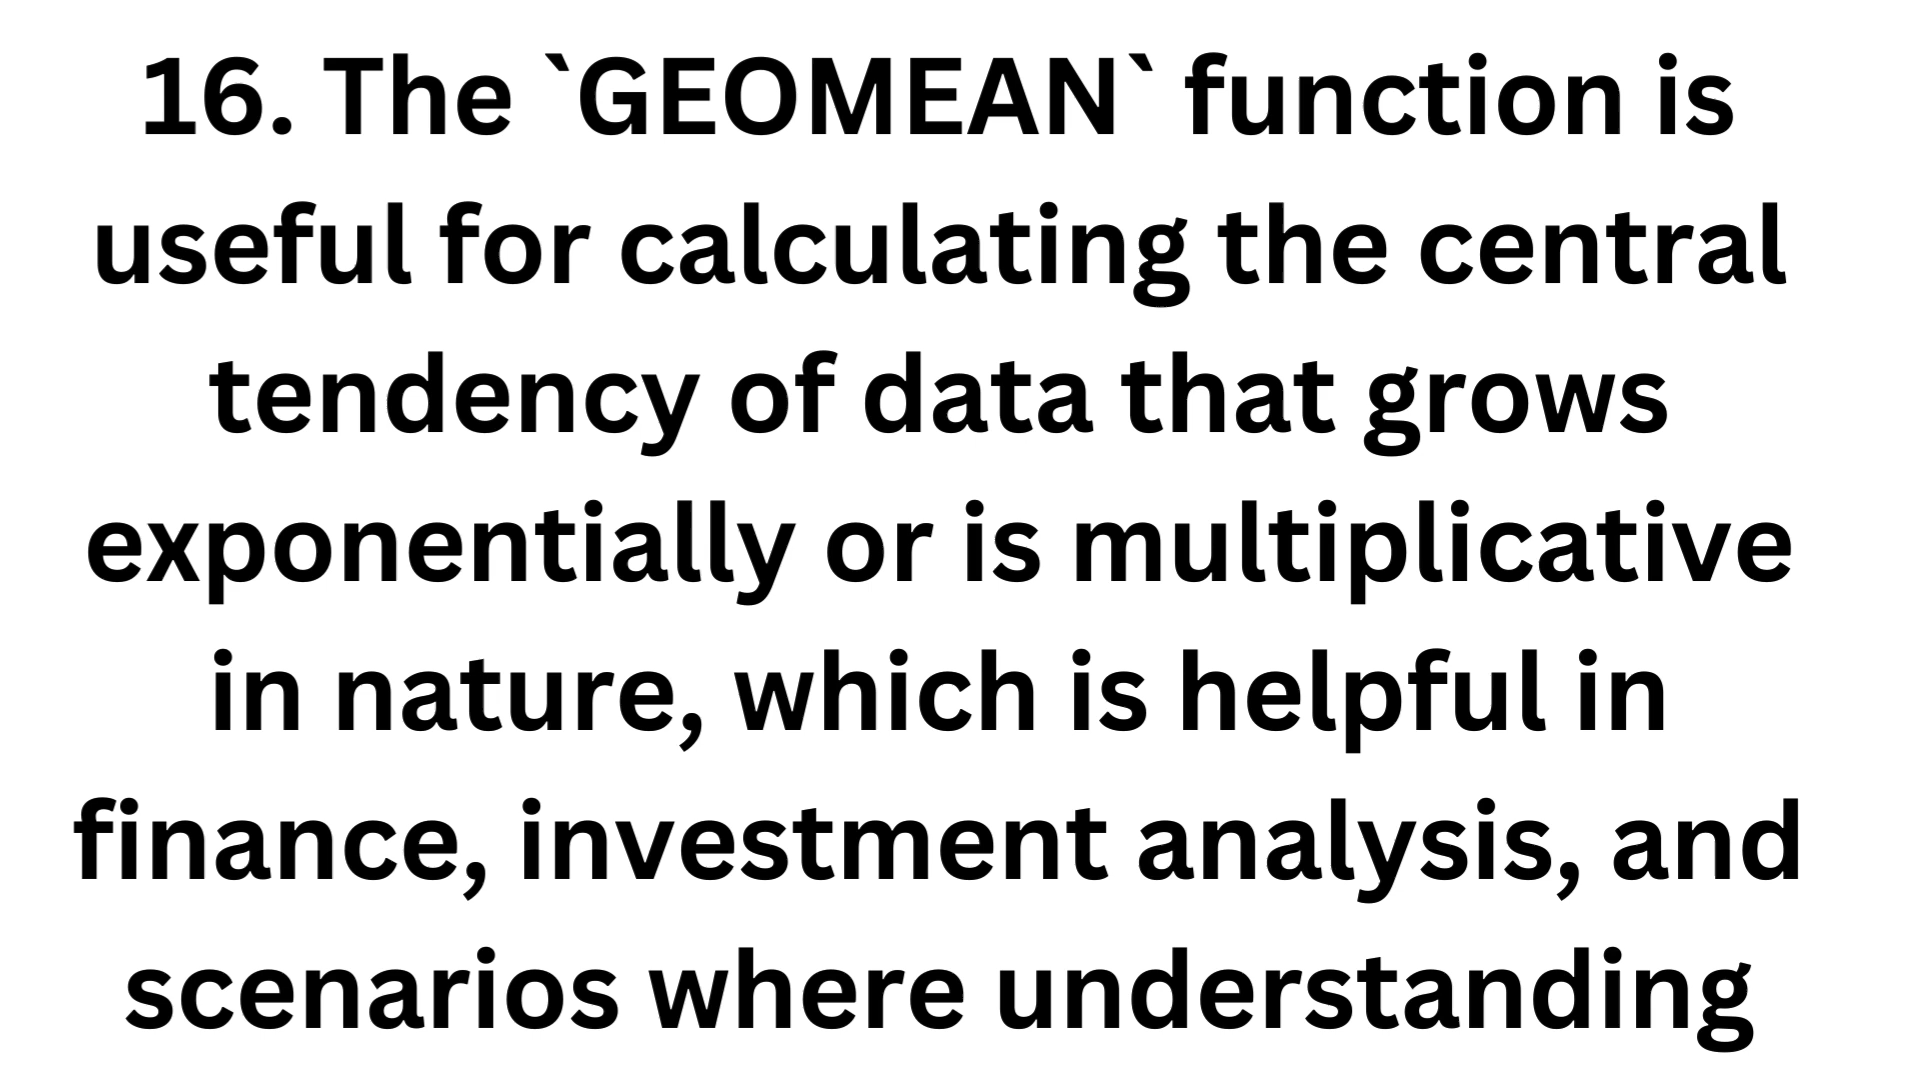 16. The `GEOMEAN` function is
useful for calculating the central
tendency of data that grows
exponentially or is multiplicative
in nature, which is helpful in
finance, investment analysis, and
scenarios where understanding